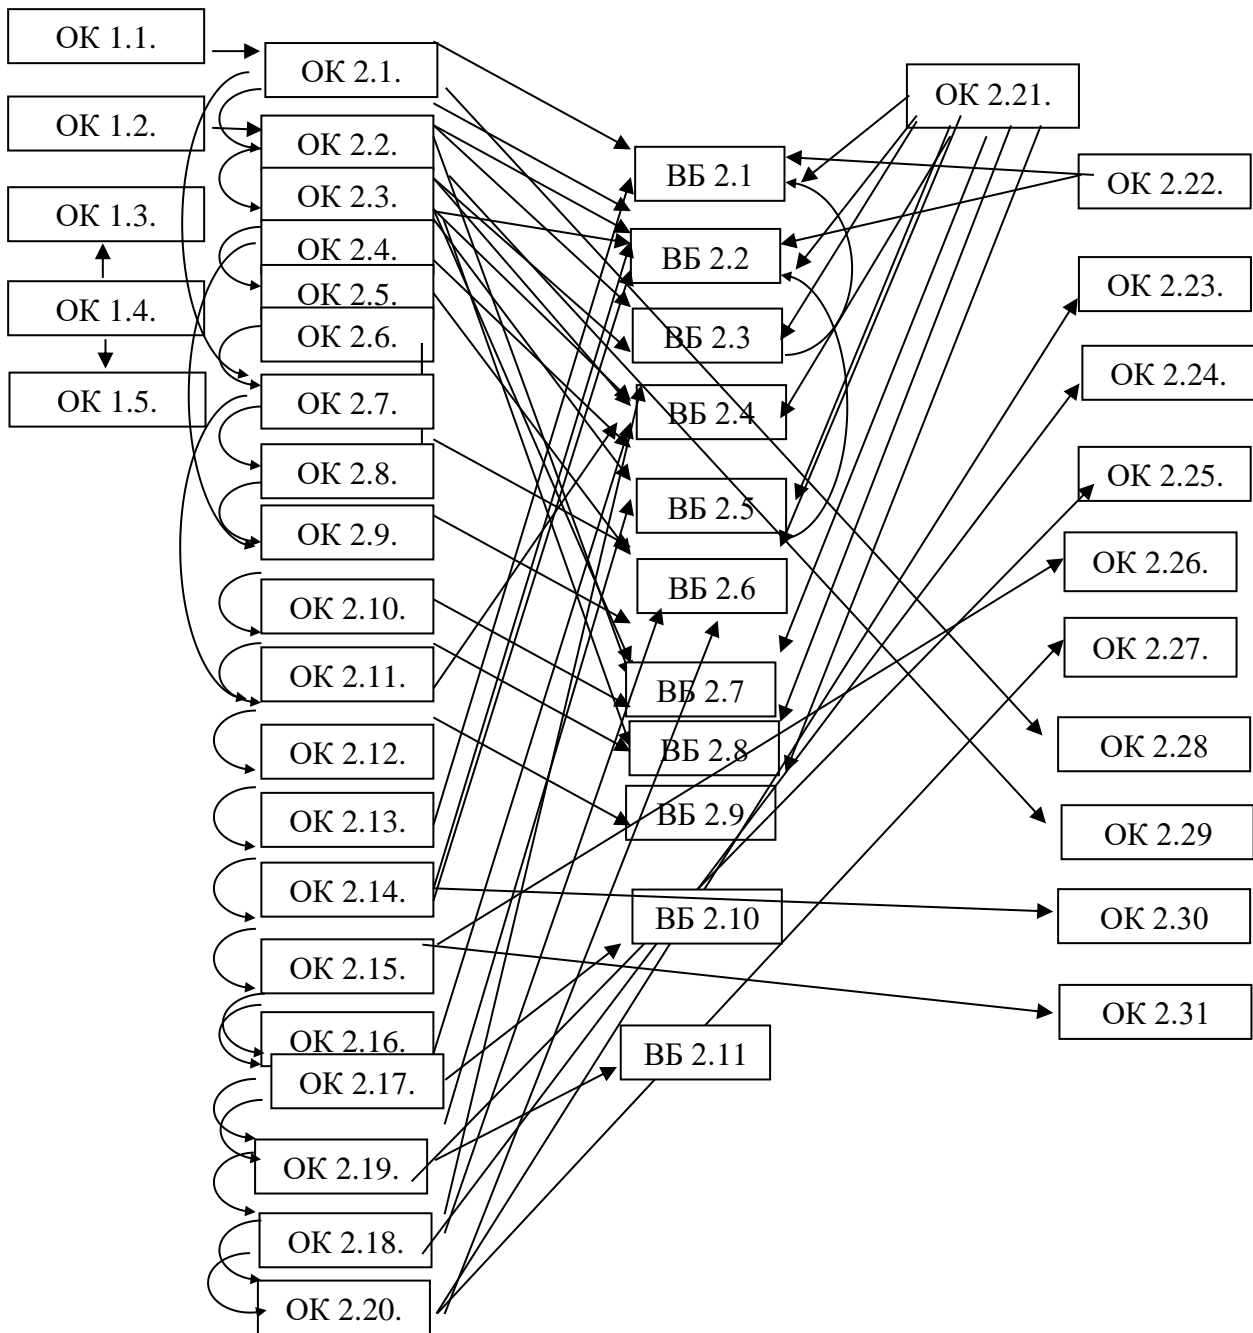 ОК 1.1.
ОК 1.2.
ОК 1.3.
ОК 1.4.
ОК 1.5.
ОК 2.1.
ОК 2.2.
ОК 2.3.
ОК 2.4.
ОК 2.5.
ОК 2.6.
ОК 2.7.
ОК 2.8.
ОК 2.9.
ОК 2.10.
ОК 2.11.
ОК 2.12.
ОК 2.13.
ОК 2.14.
ОК 2.15.
ОК 2.16.
ОК 2.17.
ОК 2.19.
ОК 2.18.
ОК 2.20.
ВБ 2.1
ВБ 2.2
ВБ 2.3
ВБ 2.4
ВБ 2.5
ВБ 2.6
ВБ 2.7
ВБ 2.8
ВБ 2.9
ВБ 2.10
ВБ 2.11
ОК 2.21.
ОК 2.22.
ОК 2.23.
ОК 2.24.
ОК 2.25.
ОК 2.26.
ОК 2.27.
ОК 2.28
ОК 2.29
ОК 2.30
ОК 2.31